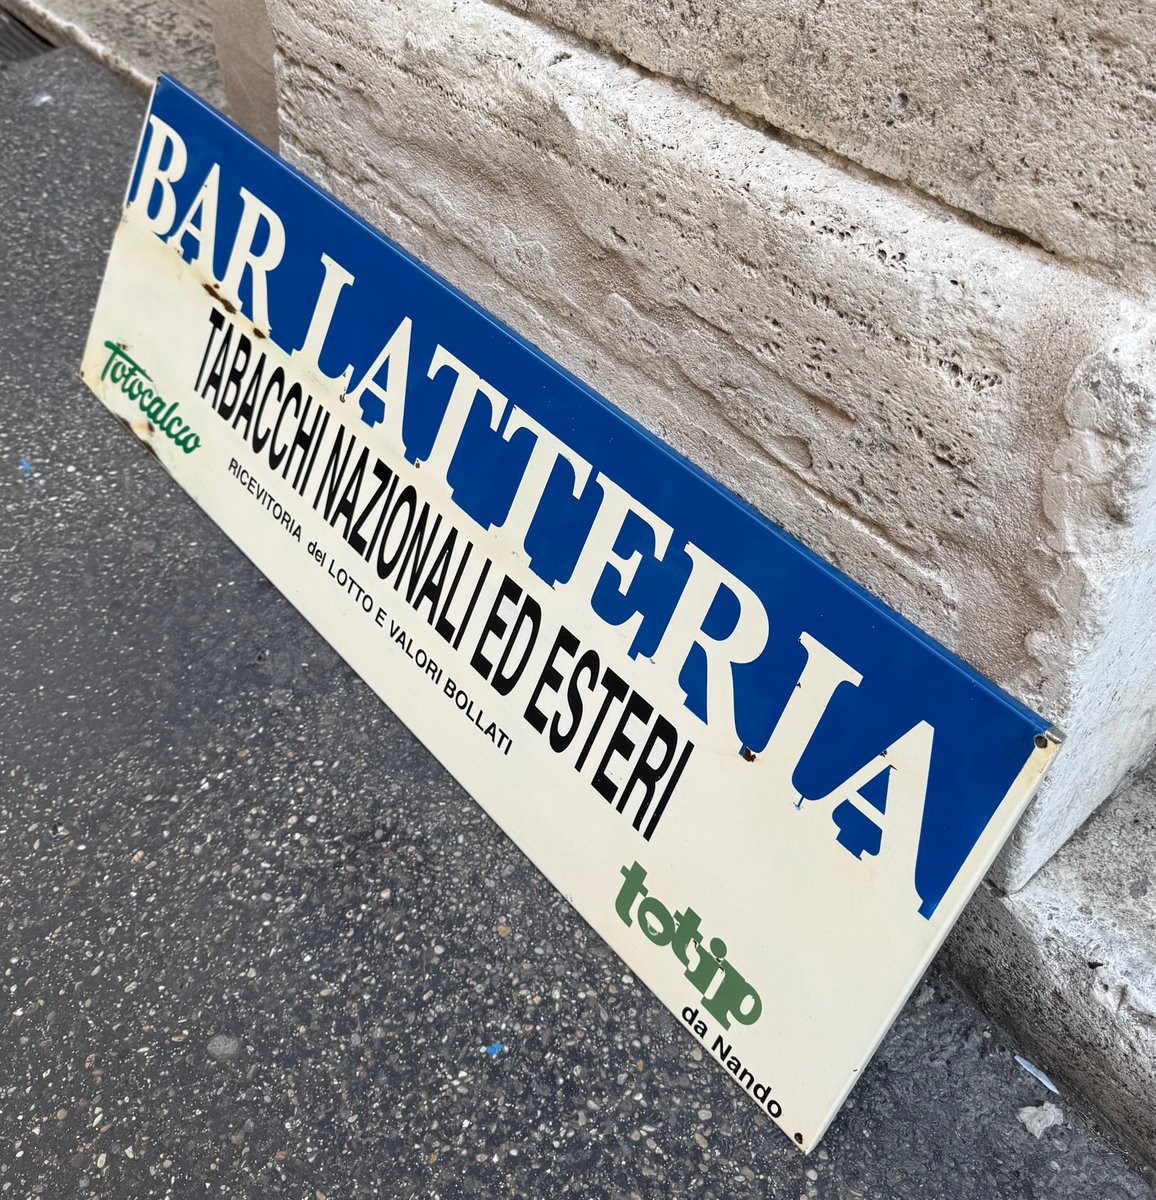 BAR LATTERIA
TABACCHI NAZIONALI ED ESTERI
Totocalcio
RICEVITORIA del LOTTO E VALORI BOLLATI
totip
da Nando